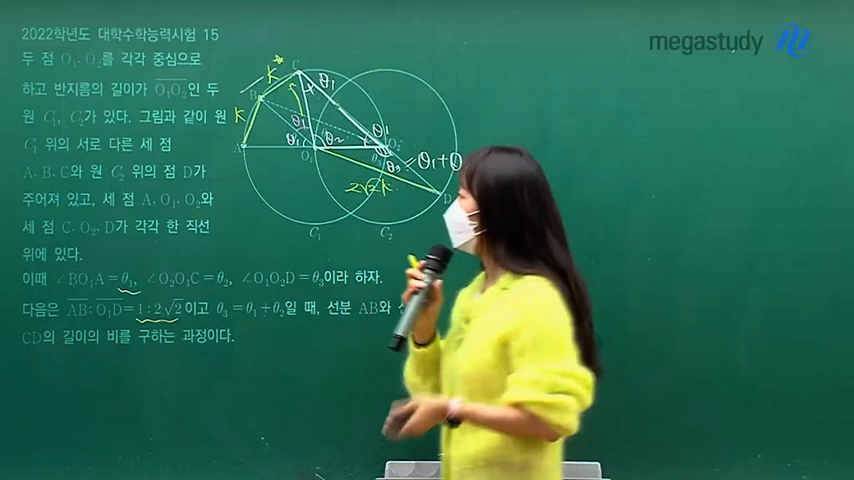 2022학년도 대학수학능력시험 15
megastudy
두 점 O₁, O₂를 각각 중심으로
하고 반지름의 길이가 O₁O₂인 두
원 C₁, C₂가 있다. 그림과 같이 원
C₁ 위의 서로 다른 세 점
A, B, C와 원 C₂ 위의 점 D가
주어져 있고, 세 점 A, O₁, O₂와
세 점 C, O₂, D가 각각 한 직선
위에 있다.
이때 ∠BO₁A=θ₁, ∠O₂O₁C=θ₂, ∠O₁O₂D=θ₃이라 하자.
다음은 AB:O₁D=1:2√2이고 θ₃=θ₁+θ₂일 때, 선분 AB와
CD의 길이의 비를 구하는 과정이다.
C
K
θ₁
B
K
θ₁
A
θ₁
θ₂
O₁
O₂
θ₃
θ₃=θ₁+
2√2K
D
C₁
C₂